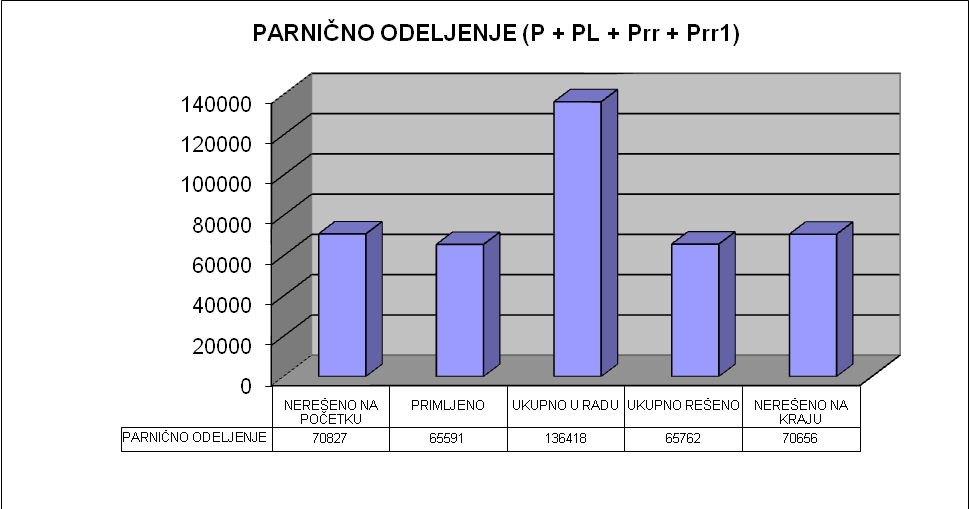 PARNIČNO ODELJENJE (P + PL + Prr + Prr1)
140000
120000
100000
80000
60000
40000
20000
0
NEREŠENO NA
POČETKU
PRIMLJENO
UKUPNO U RADU
UKUPNO REŠENO
NEREŠENO NA
KRAJU
PARNIČNO ODELJENJE
70827
65591
136418
65762
70656